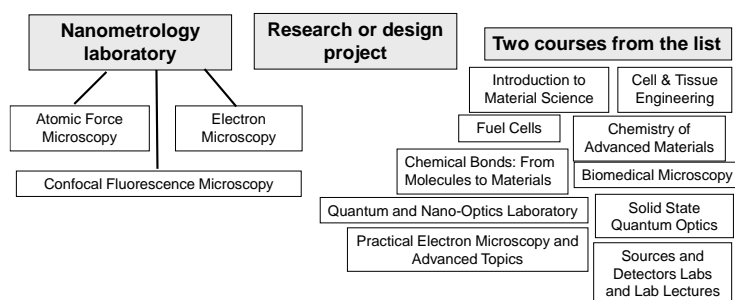 Nanometrology
laboratory
Research or design
project
Two courses from the list
Atomic Force
Microscopy
Electron
Microscopy
Confocal Fluorescence Microscopy
Introduction to
Material Science
Cell & Tissue
Engineering
Fuel Cells
Chemistry of
Advanced Materials
Chemical Bonds: From
Molecules to Materials
Biomedical Microscopy
Quantum and Nano-Optics Laboratory
Solid State
Quantum Optics
Practical Electron Microscopy and
Advanced Topics
Sources and
Detectors Labs
and Lab Lectures